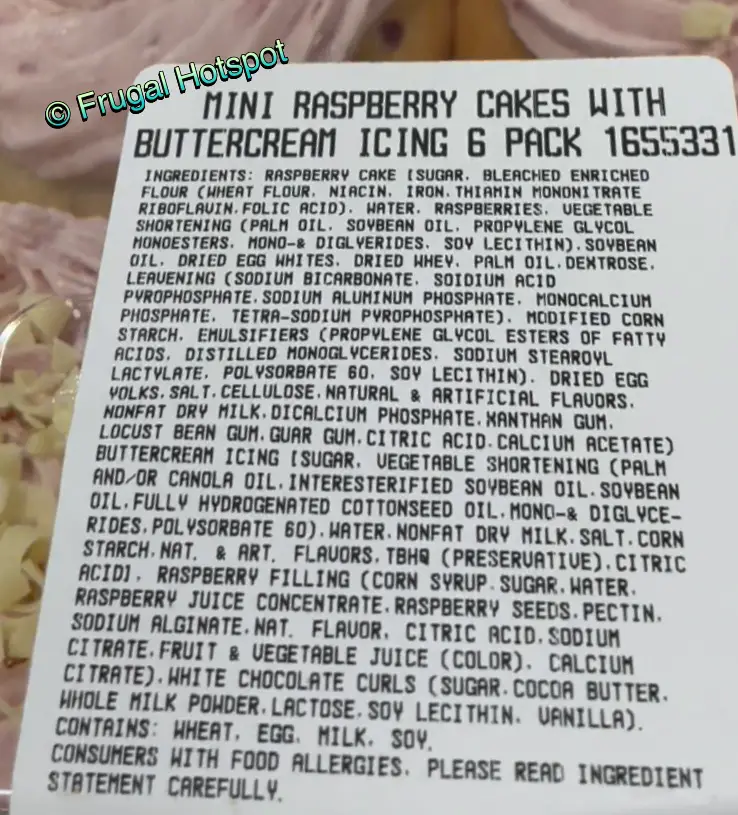 © Frugal Hotspot
MINI RASPBERRY CAKES WITH
BUTTERCREAM ICING 6 PACK 1655331
INGREDIENTS: RASPBERRY CAKE [SUGAR, BLEACHED ENRICHED
FLOUR (WHEAT FLOUR, NIACIN, IRON, THIAMIN MONONITRATE
RIBOFLAVIN, FOLIC ACID), WATER, RASPBERRIES, VEGETABLE
SHORTENING (PALM OIL, SOYBEAN OIL, PROPYLENE GLYCOL
MONOESTERS, MONO-& DIGLYERIDES, SOY LECITHIN), SOYBEAN
OIL, DRIED EGG WHITES, DRIED WHEY, PALM OIL, DEXTROSE,
LEAVENING (SODIUM BICARBONATE, SOIDIUM ACID
PYROPHOSPHATE, SODIUM ALUMINUM PHOSPHATE, MONOCALCIUM
PHOSPHATE, TETRA-SODIUM PYROPHOSPHATE), MODIFIED CORN
STARCH, EMULSIFIERS (PROPYLENE GLYCOL ESTERS OF FATTY
ACIDS, DISTILLED MONOGLYCERIDES, SODIUM STEAROYL
LACTYLATE, POLYSORBATE 60, SOY LECITHIN), DRIED EGG
YOLKS, SALT, CELLULOSE, NATURAL & ARTIFICIAL FLAVORS,
NONFAT DRY MILK, DICALCIUM PHOSPHATE, XANTHAN GUM,
LOCUST BEAN GUM, GUAR GUM, CITRIC ACID, CALCIUM ACETATE)
BUTTERCREAM ICING [SUGAR, VEGETABLE SHORTENING (PALM
AND/OR CANOLA OIL, INTERESTERIFIED SOYBEAN OIL, SOYBEAN
OIL, FULLY HYDROGENATED COTTONSEED OIL, MONO-& DIGLYCE-
RIDES, POLYSORBATE 60), WATER, NONFAT DRY MILK, SALT, CORN
STARCH, NAT. & ART. FLAVORS, TBHQ (PRESERVATIVE), CITRIC
ACID], RASPBERRY FILLING (CORN SYRUP, SUGAR, WATER,
RASPBERRY JUICE CONCENTRATE, RASPBERRY SEEDS, PECTIN,
SODIUM ALGINATE, NAT. FLAVOR, CITRIC ACID, SODIUM
CITRATE, FRUIT & VEGETABLE JUICE (COLOR), CALCIUM
CITRATE), WHITE CHOCOLATE CURLS (SUGAR, COCOA BUTTER,
WHOLE MILK POWDER, LACTOSE, SOY LECITHIN, VANILLA).
CONTAINS: WHEAT, EGG, MILK, SOY.
CONSUMERS WITH FOOD ALLERGIES, PLEASE READ INGREDIENT
STATEMENT CAREFULLY.